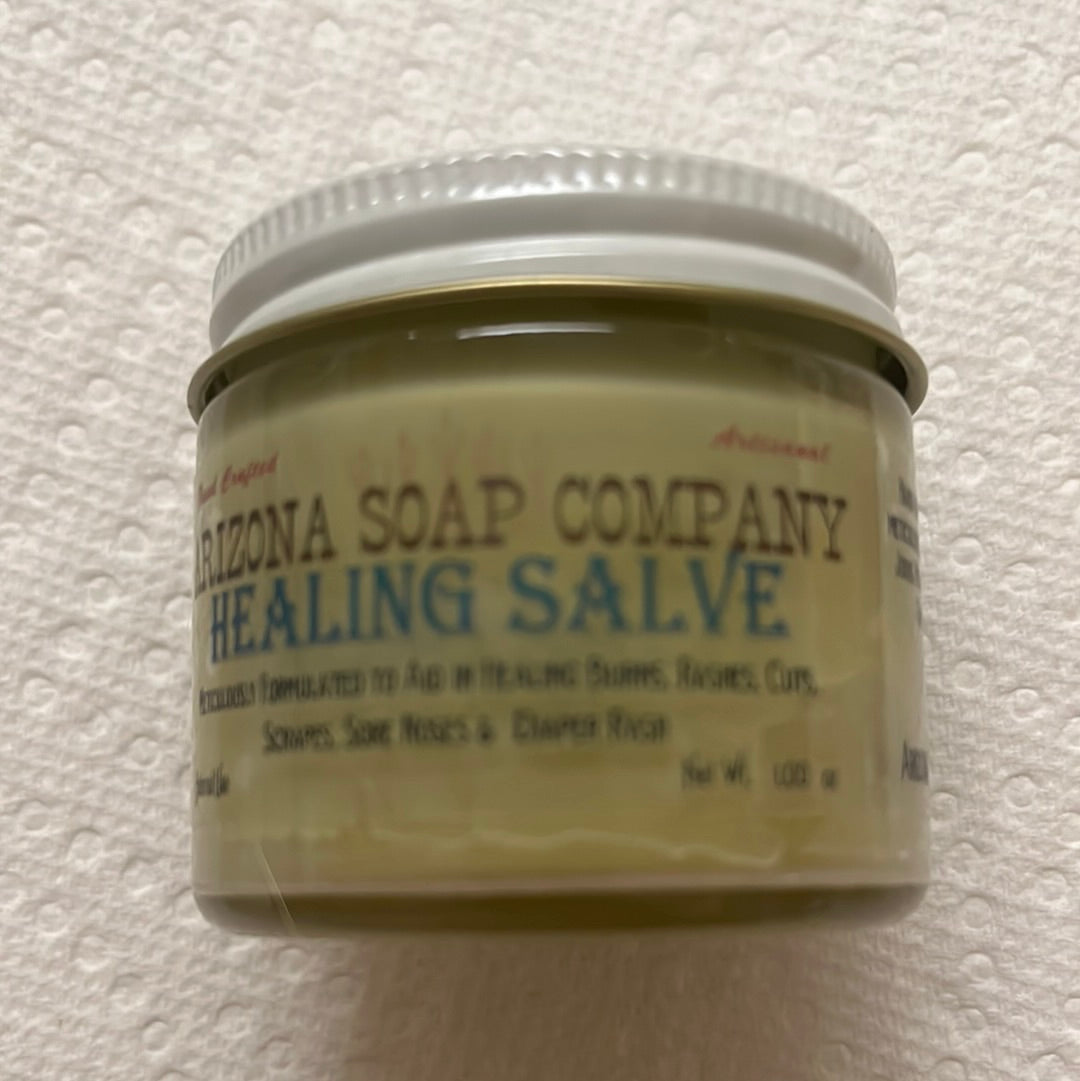 Hand Crafted
Artisanal
ARIZONA SOAP COMPANY
HEALING SALVE
METICULOUSLY FORMULATED TO AID IN HEALING BURNS, RASHES, CUTS,
SCRAPES, SORE NOSES & DIAPER RASH
Net Wt.